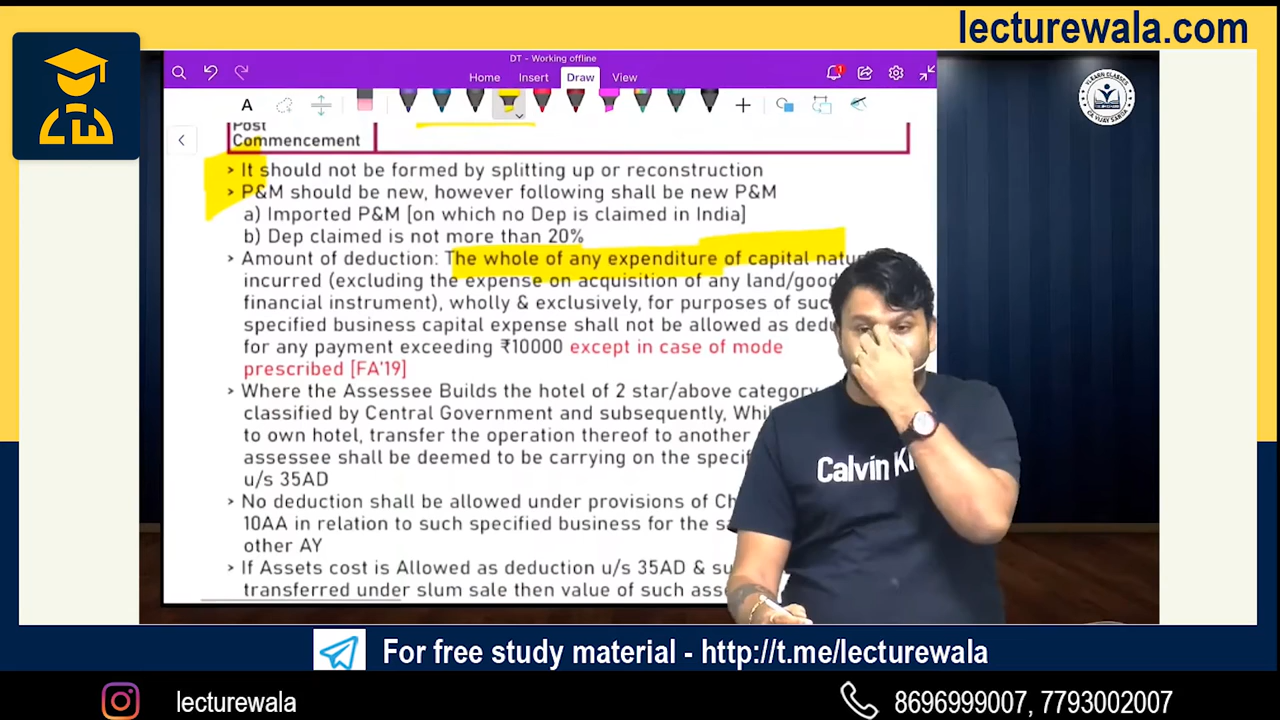 lecturewala.com
DT - Working offline
Home Insert Draw View
Post
Commencement
> It should not be formed by splitting up or reconstruction
> P&M should be new, however following shall be new P&M
a) Imported P&M [on which no Dep is claimed in India]
b) Dep claimed is not more than 20%
> Amount of deduction: The whole of any expenditure of capital
incurred (excluding the expense on acquisition of any land/good
financial instrument), wholly & exclusively, for purposes of
specified business capital expense shall not be allowed as
for any payment exceeding ₹10000 except in case of mode
prescribed [FA'19]
> Where the Assessee Builds the hotel of 2 star/above category
classified by Central Government and subsequently,
to own hotel, transfer the operation thereof to another
assessee shall be deemed to be carrying on the
u/s 35AD
> No deduction shall be allowed under provisions of
10AA in relation to such specified business for the
other AY
> If Assets cost is Allowed as deduction u/s 35AD &
transferred under slum sale then value of such
Calvin
CA VIJAY SARDA
For free study material - http://t.me/lecturewala
lecturewala
8696999007, 7793002007